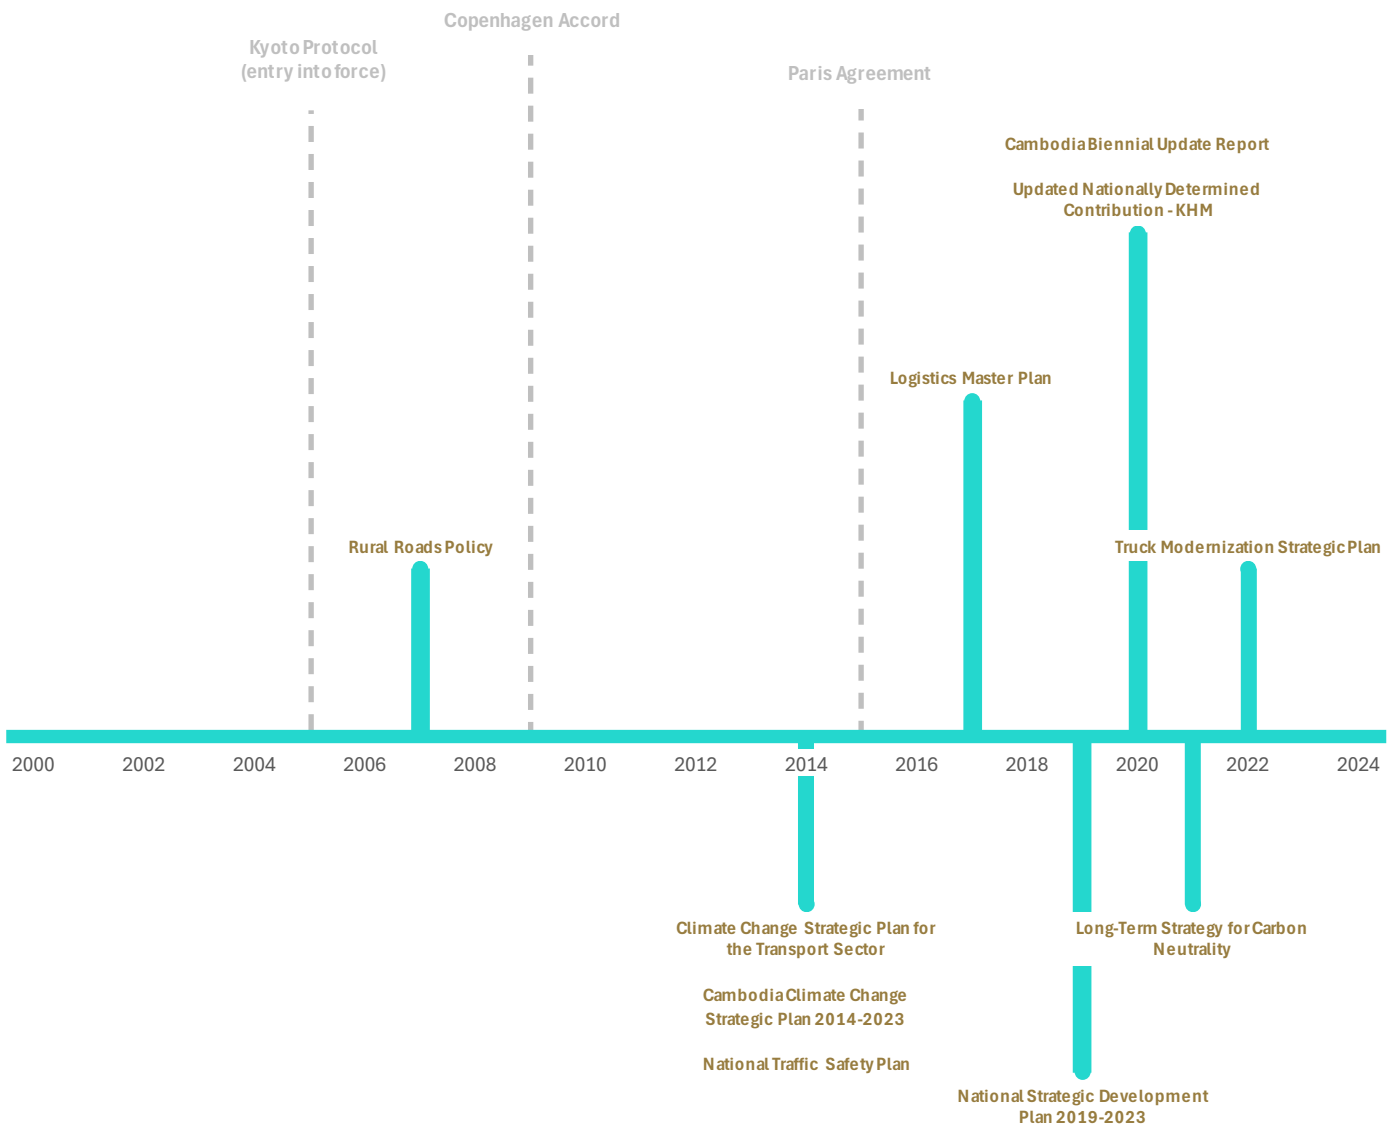 Copenhagen Accord
Kyoto Protocol
(entry into force)
Paris Agreement
Cambodia Biennial Update Report
Updated Nationally Determined
Contribution - KHM
Logistics Master Plan
Rural Roads Policy
Truck Modernization Strategic Plan
2000 2002 2004 2006 2008 2010 2012 2014 2016 2018 2020 2022 2024
Climate Change Strategic Plan for
the Transport Sector
Cambodia Climate Change
Strategic Plan 2014-2023
National Traffic Safety Plan
Long-Term Strategy for Carbon
Neutrality
National Strategic Development
Plan 2019-2023